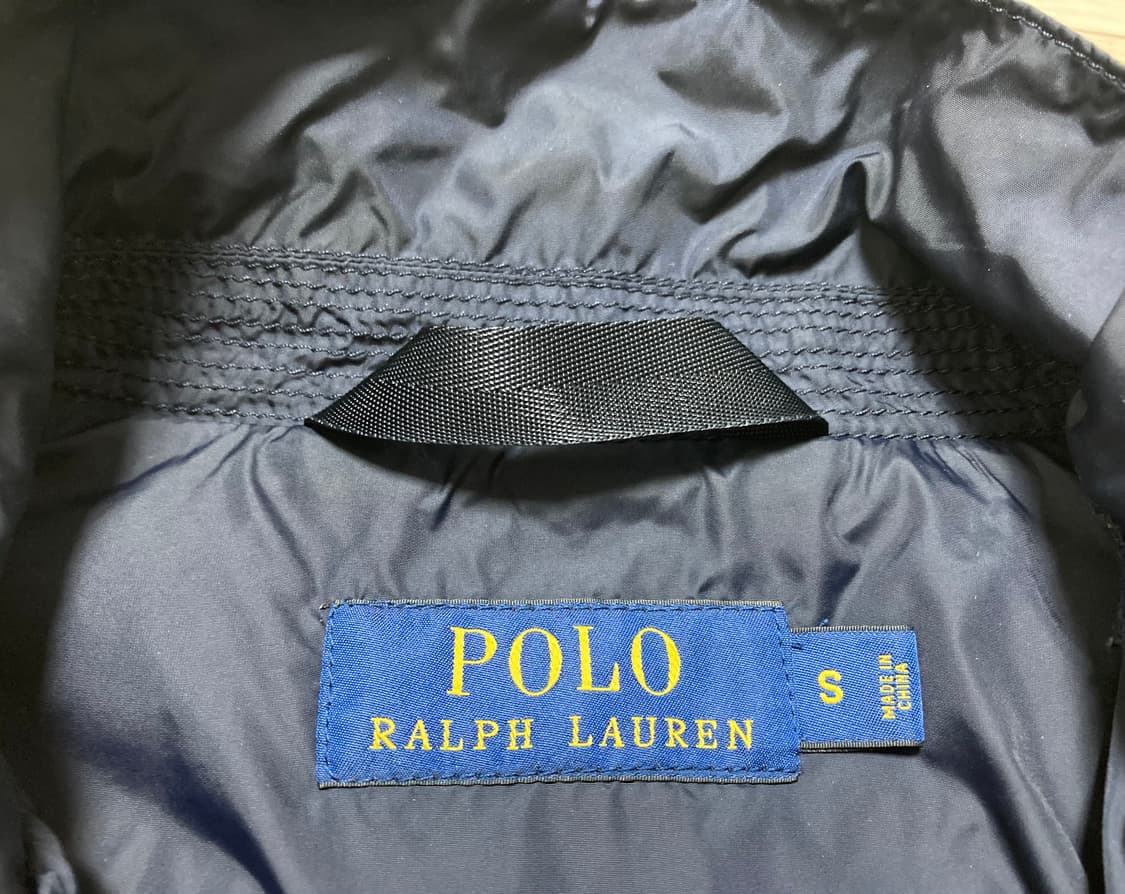 POLO
RALPH LAUREN
S
MADE IN
CHINA